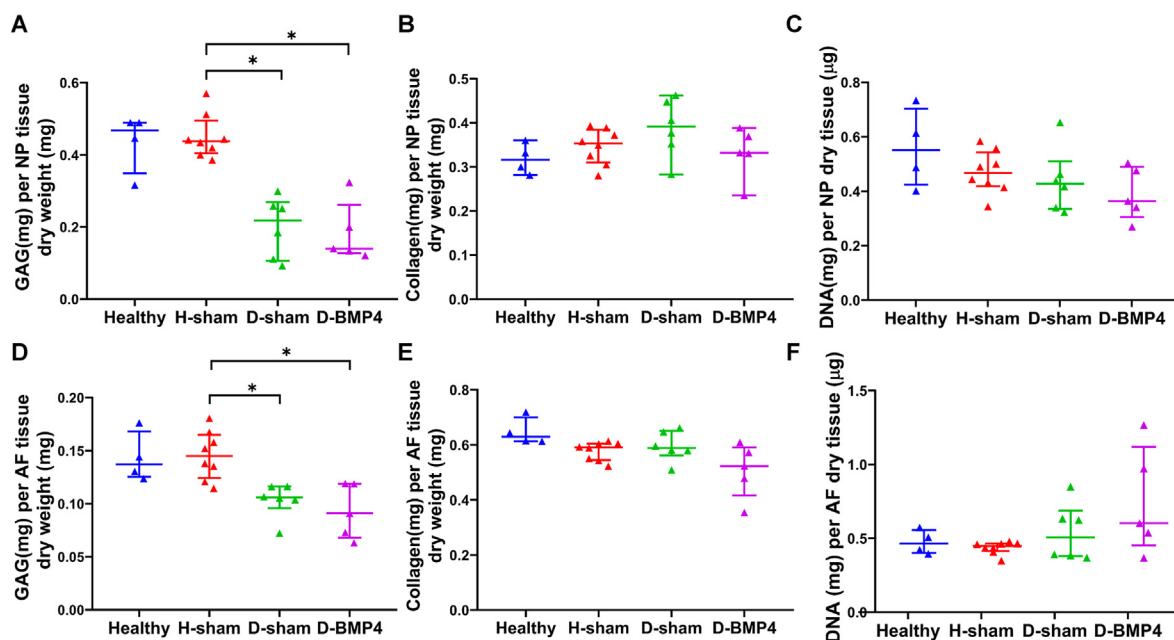 A
GAG(mg) per NP tissue
dry weight (mg)
0.6
0.4
0.2
0.0
*
*
Healthy H-sham D-sham D-BMP4
B
Collagen(mg) per NP tissue
dry weight (mg)
0.5
0.4
0.3
0.2
0.1
0.0
Healthy H-sham D-sham D-BMP4
C
DNA(mg) per NP dry tissue (µg)
0.8
0.6
0.4
0.2
0.0
Healthy H-sham D-sham D-BMP4
D
GAG(mg) per AF tissue
dry weight (mg)
0.20
0.15
0.10
0.05
0.00
*
*
Healthy H-sham D-sham D-BMP4
E
Collagen(mg) per AF tissue
dry weight (mg)
0.8
0.6
0.4
0.2
0.0
Healthy H-sham D-sham D-BMP4
F
DNA (mg) per AF dry tissue (µg)
1.5
1.0
0.5
0.0
Healthy H-sham D-sham D-BMP4